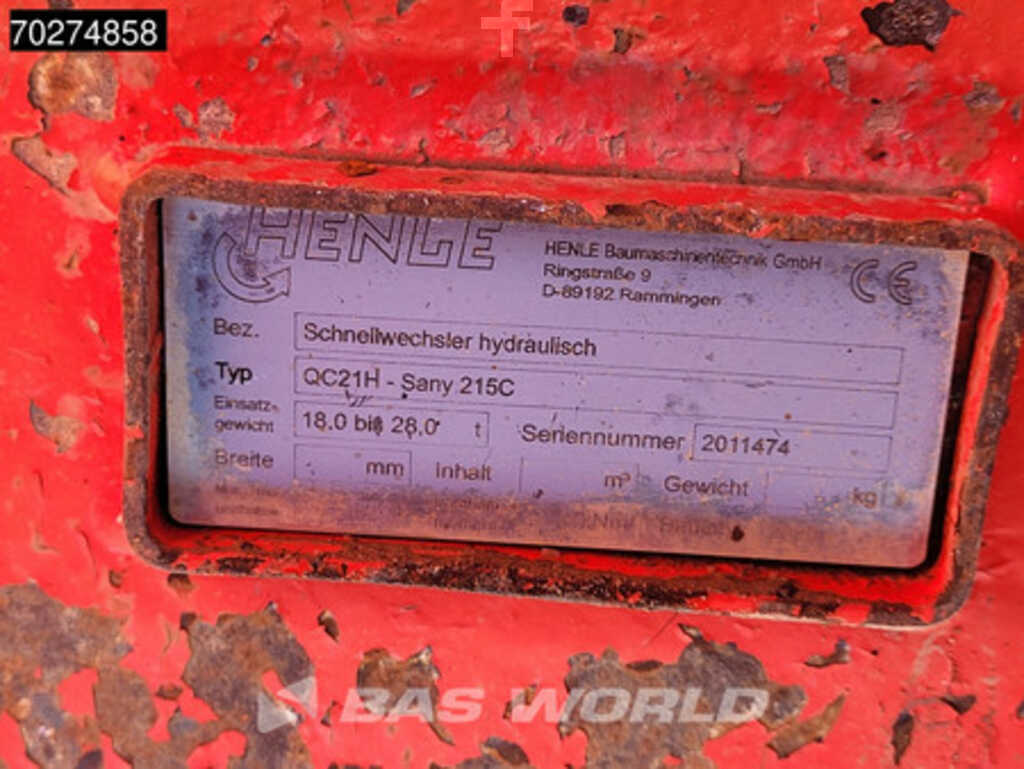 70274858
HENLE
HENLE Baumaschinentechnik GmbH
Ringstraße 9
D-89192 Rammingen
CE
Bez. Schnellwechsler hydraulisch
Typ QC21H - Sany 215C
Einsatz-
gewicht 18.0 bis 28,0 t Seriennummer 2011474
Breite mm Inhalt m³ Gewicht kg
BAS WORLD